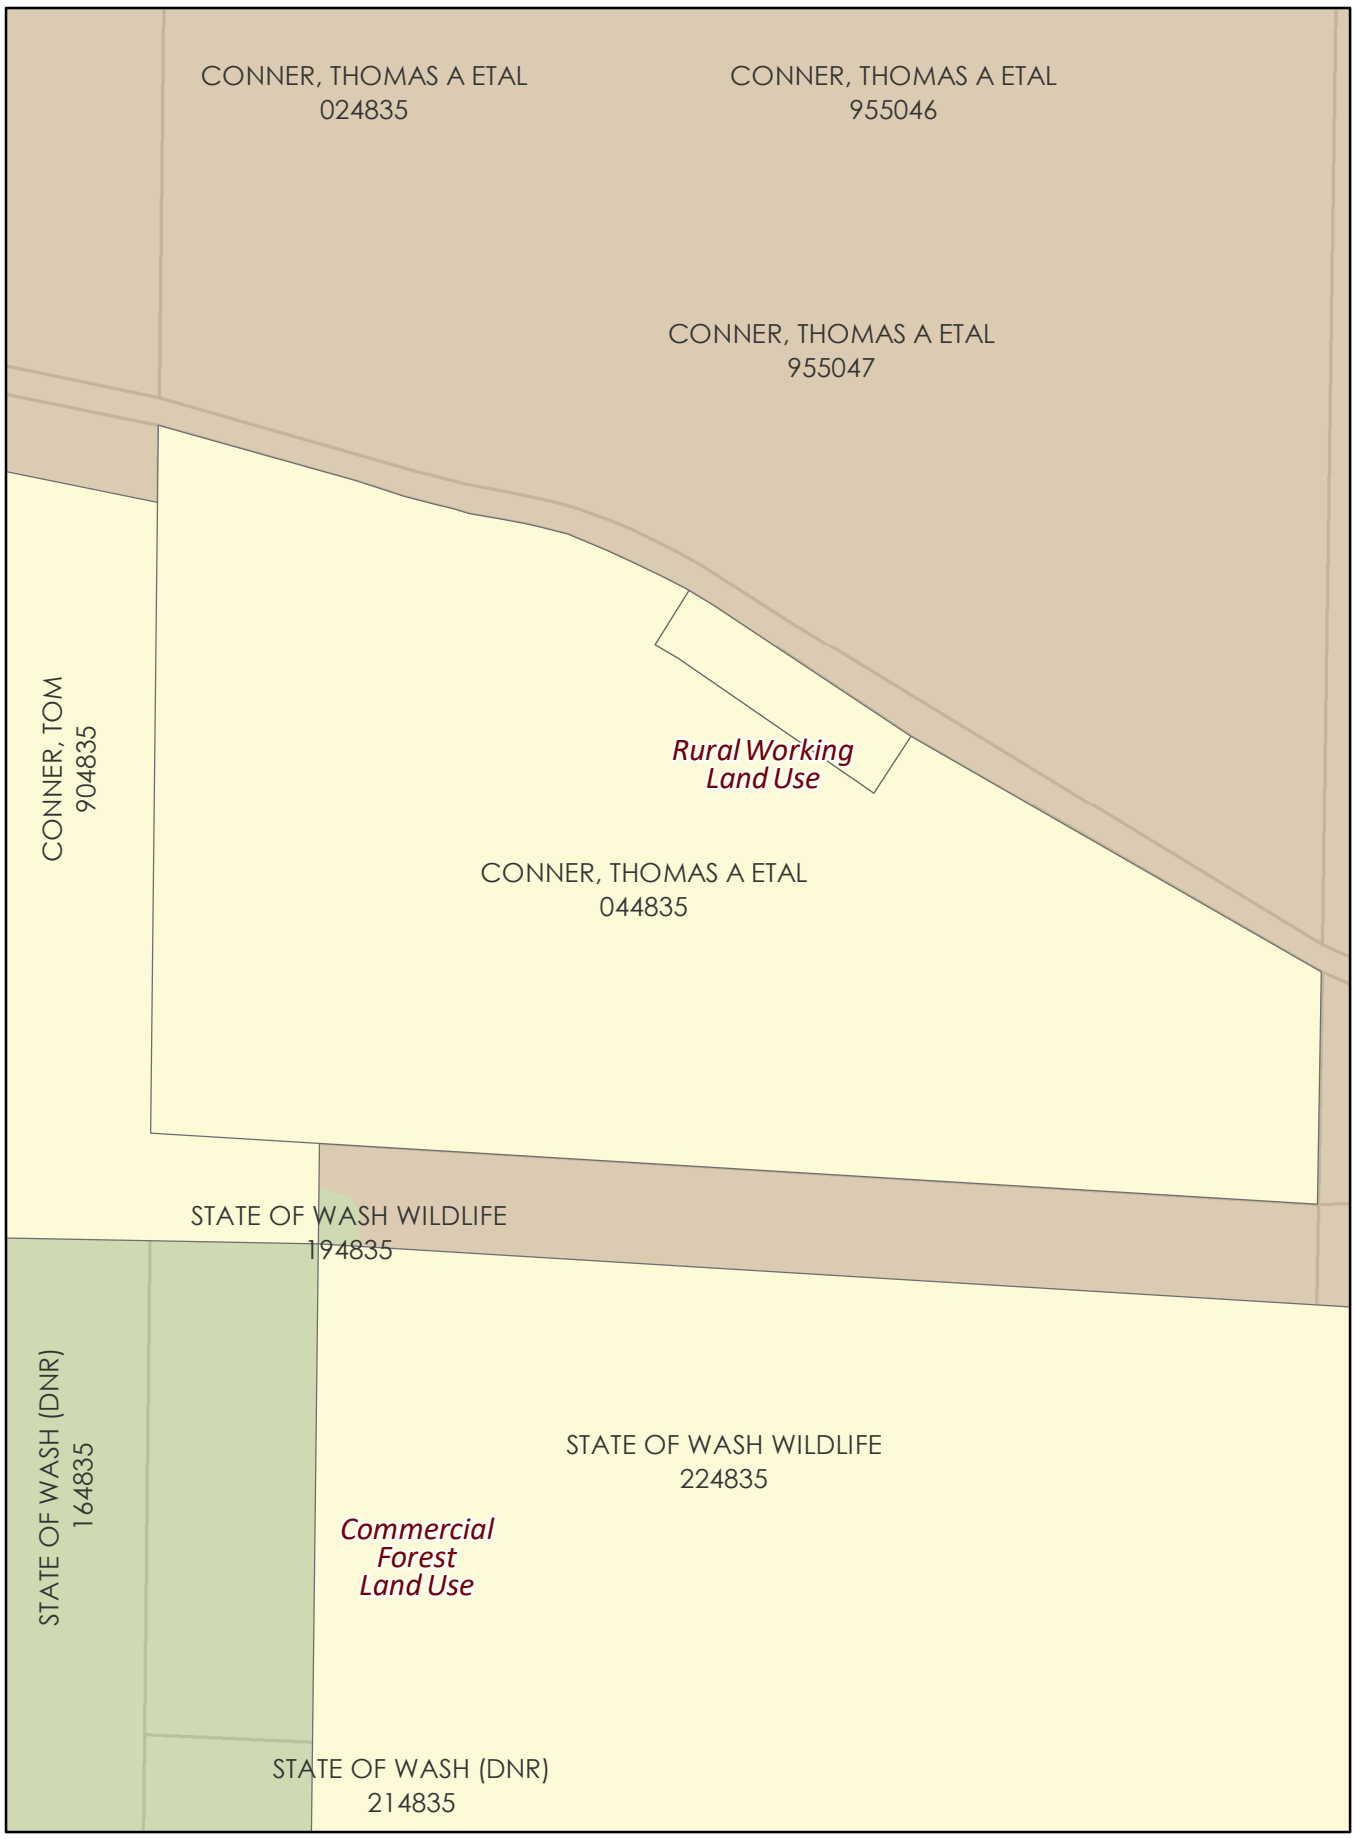 CONNER, THOMAS A ETAL
024835
CONNER, THOMAS A ETAL
955046
CONNER, THOMAS A ETAL
955047
CONNER, TOM
904835
Rural Working
Land Use
CONNER, THOMAS A ETAL
044835
STATE OF WASH WILDLIFE
194835
STATE OF WASH (DNR)
164835
STATE OF WASH WILDLIFE
224835
Commercial
Forest
Land Use
STATE OF WASH (DNR)
214835